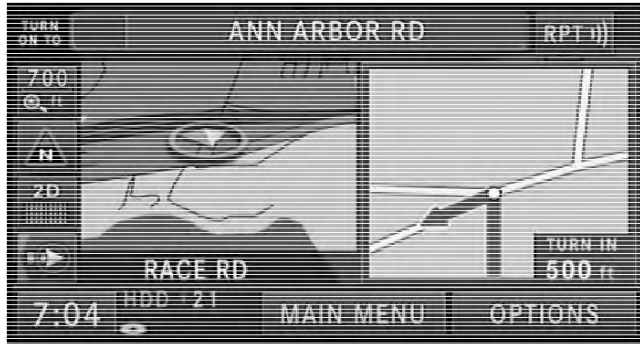 TURN
ON TO
ANN ARBOR RD
RPT
700
ft
N
2D
RACE RD
TURN IN
500 ft
7:04
HDD
21
MAIN MENU
OPTIONS